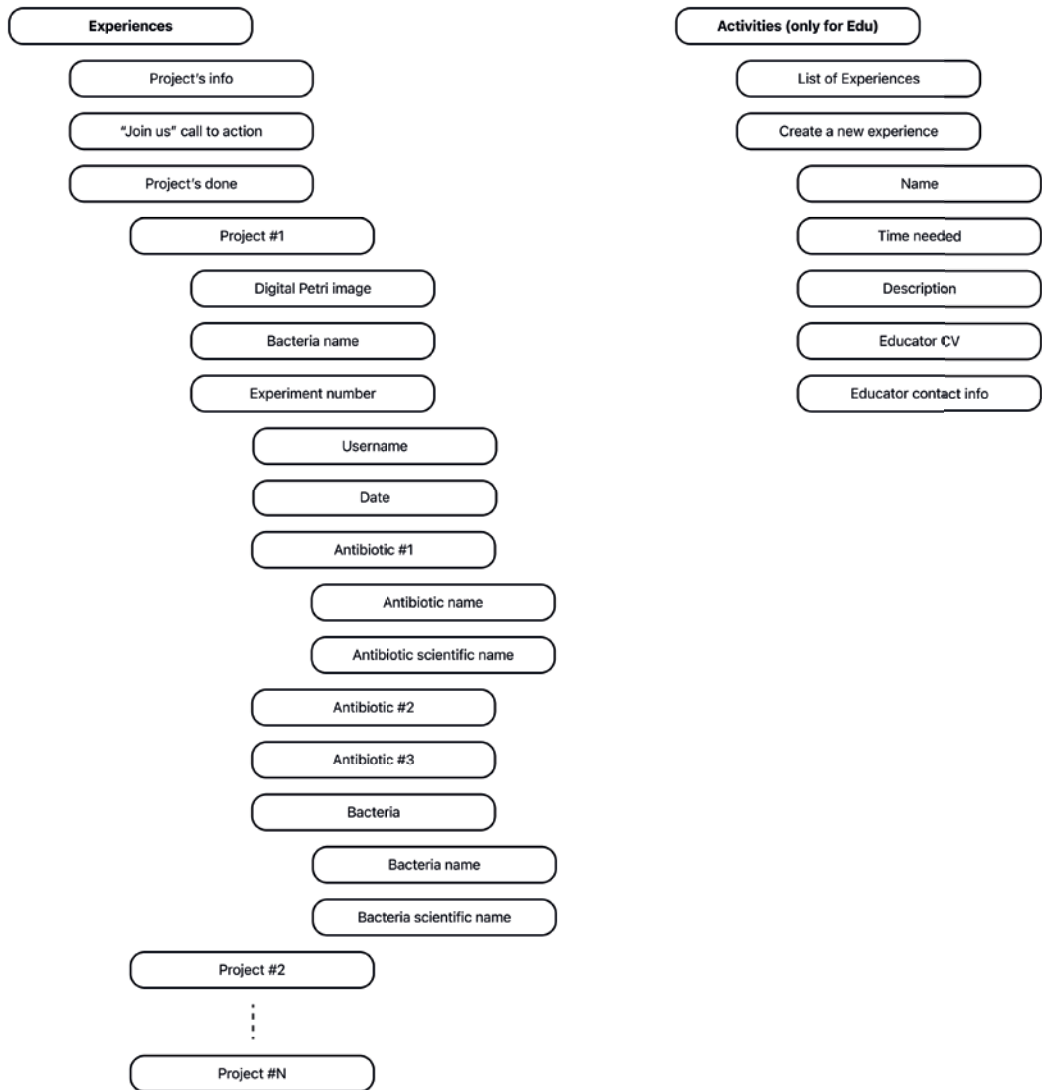 Experiences
Project's info
“Join us” call to action
Project's done
Project #1
Digital Petri image
Bacteria name
Experiment number
Username
Date
Antibiotic #1
Antibiotic name
Antibiotic scientific name
Antibiotic #2
Antibiotic #3
Bacteria
Bacteria name
Bacteria scientific name
Project #2
Project #N
Activities (only for Edu)
List of Experiences
Create a new experience
Name
Time needed
Description
Educator CV
Educator contact info